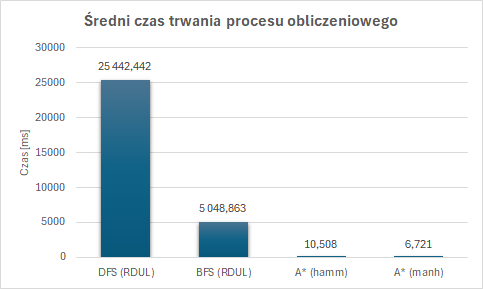 Średni czas trwania procesu obliczeniowego
Czas [ms]
30000
25000
20000
15000
10000
5000
0
25 442,442
5 048,863
10,508
6,721
DFS (RDUL)
BFS (RDUL)
A* (hamm)
A* (manh)